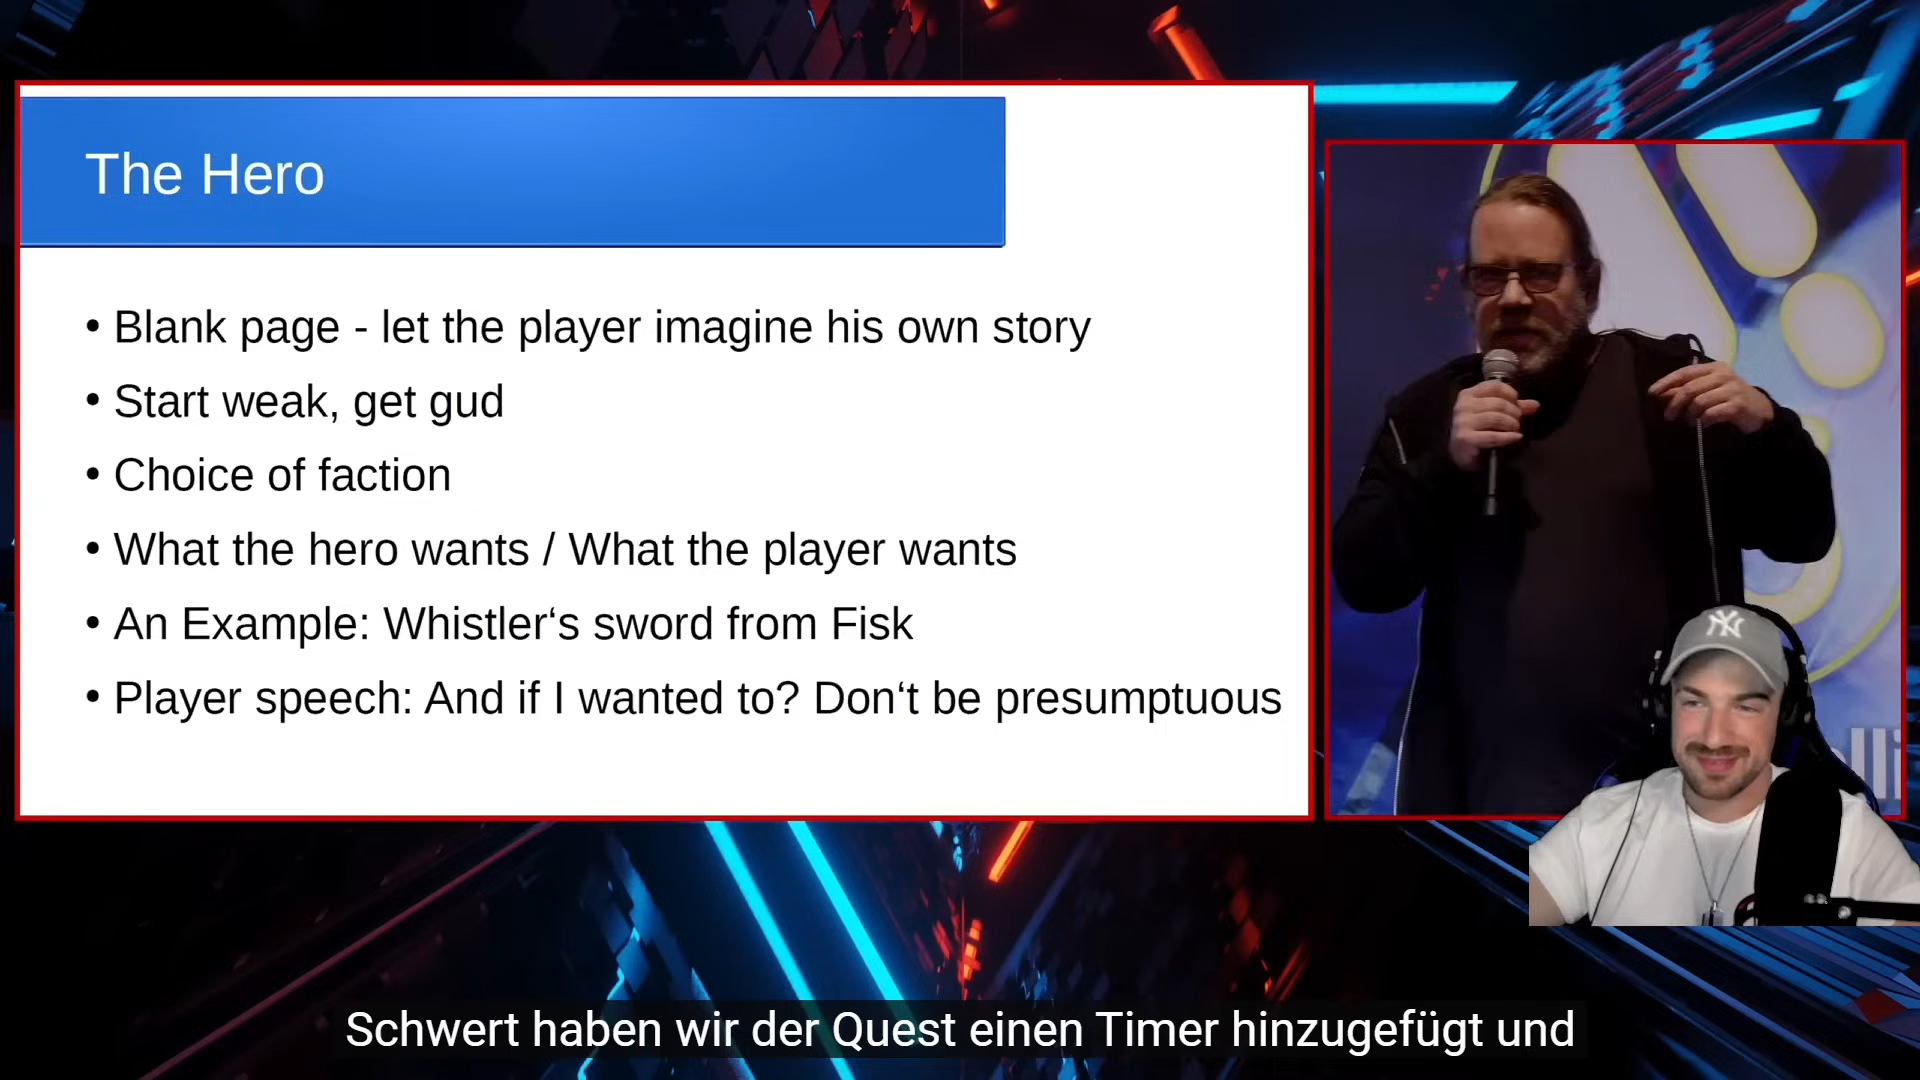 The Hero
• Blank page - let the player imagine his own story
• Start weak, get gud
• Choice of faction
• What the hero wants / What the player wants
• An Example: Whistler‘s sword from Fisk
• Player speech: And if I wanted to? Don‘t be presumptuous
NY
Schwert haben wir der Quest einen Timer hinzugefügt und